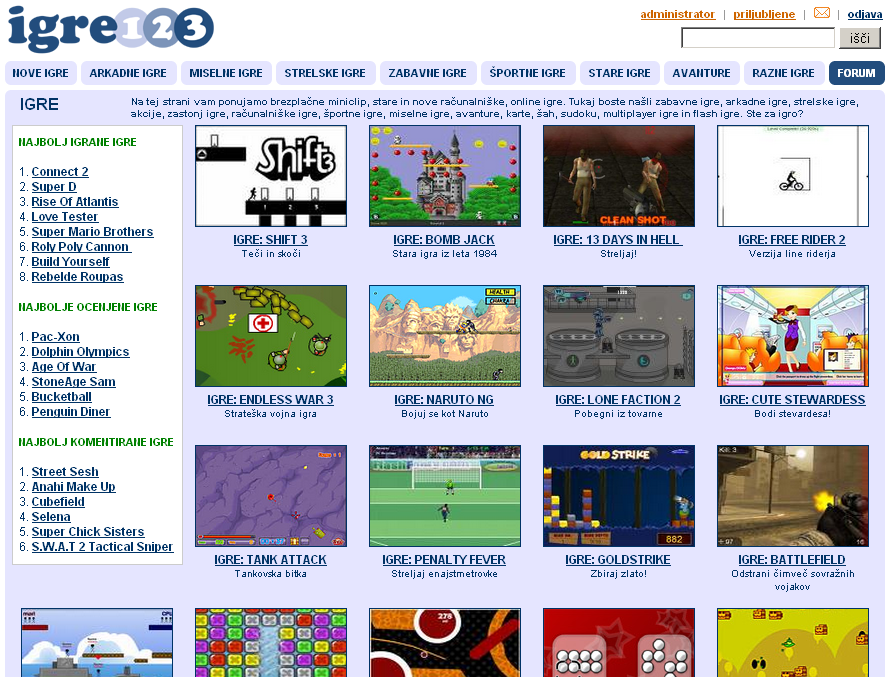 igre123
administrator | priljubljene | | odjava
išči
NOVE IGRE ARKADNE IGRE MISELNE IGRE STRELSKE IGRE ZABAVNE IGRE ŠPORTNE IGRE STARE IGRE AVANTURE RAZNE IGRE FORUM
IGRE
Na tej strani vam ponujamo brezplačne miniclip, stare in nove računalniške, online igre. Tukaj boste našli zabavne igre, arkadne igre, strelske igre,
akcije, zastonj igre, računalniške igre, športne igre, miselne igre, avanture, karte, šah, sudoku, multiplayer igre in flash igre. Ste za igro?
NAJBOLJ IGRANE IGRE
1. Connect 2
2. Super D
3. Rise Of Atlantis
4. Love Tester
5. Super Mario Brothers
6. Roly Poly Cannon
7. Build Yourself
8. Rebelde Roupas
NAJBOLJE OCENJENE IGRE
1. Pac-Xon
2. Dolphin Olympics
3. Age Of War
4. StoneAge Sam
5. Bucketball
6. Penguin Diner
NAJBOLJ KOMENTIRANE IGRE
1. Street Sesh
2. Anahi Make Up
3. Cubefield
4. Selena
5. Super Chick Sisters
6. S.W.A.T 2 Tactical Sniper
Shift3
1 2 3
IGRE: SHIFT 3
Teči in skoči
IGRE: BOMB JACK
Stara igra iz leta 1984
CLEAN SHOT
IGRE: 13 DAYS IN HELL
Streljaj!
IGRE: FREE RIDER 2
Verzija line riderja
IGRE: ENDLESS WAR 3
Strateška vojna igra
HEALTH
CHAKRA
IGRE: NARUTO NG
Bojuj se kot Naruto
IGRE: LONE FACTION 2
Pobegni iz tovarne
IGRE: CUTE STEWARDESS
Bodi stevardesa!
IGRE: TANK ATTACK
Tankovska bitka
IGRE: PENALTY FEVER
Streljaj enajstmetrovke
GOLD STRIKE
882
IGRE: GOLDSTRIKE
Zbiraj zlato!
Kill: 3
97
16
IGRE: BATTLEFIELD
Odstrani čimveč sovražnih
vojakov
278